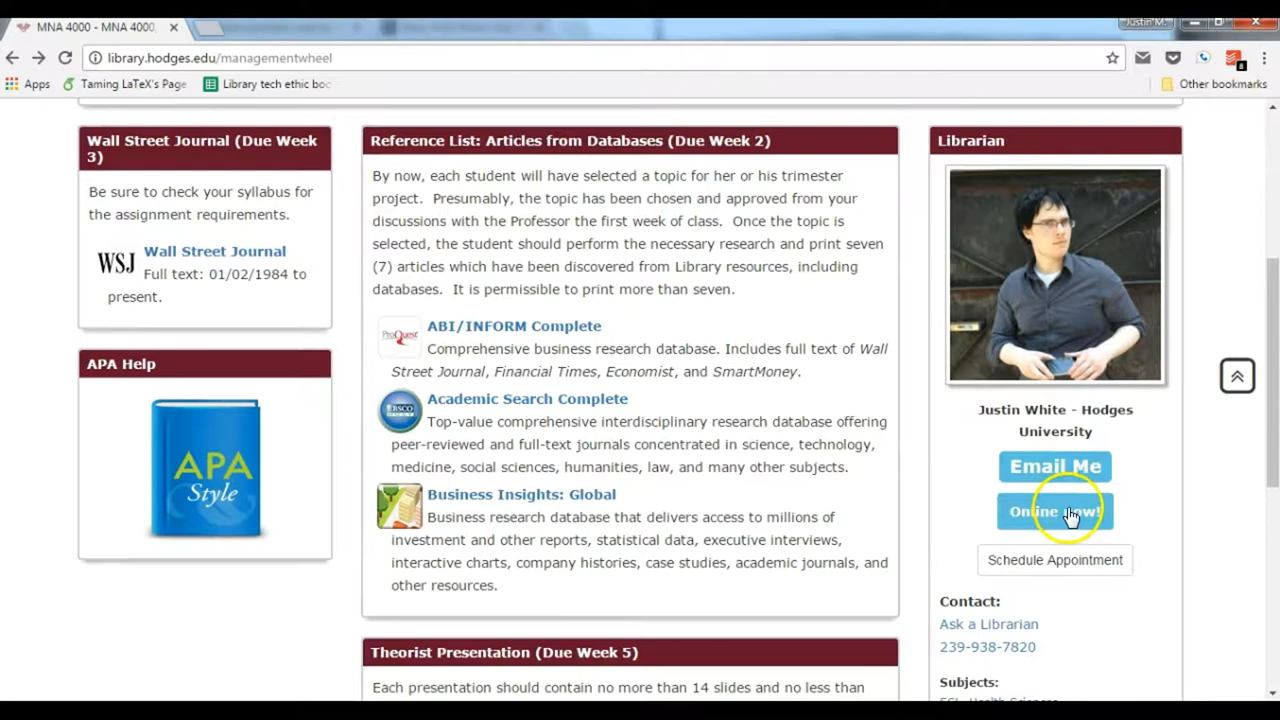 MNA 4000 - MNA 4000
Justin M.
library.hodges.edu/managementwheel
8
Apps
Taming LaTeX's Page
Library tech ethic boo
Other bookmarks
Wall Street Journal (Due Week
3)
Be sure to check your syllabus for
the assignment requirements.
WSJ
Wall Street Journal
Full text: 01/02/1984 to
present.
APA Help
APA
Style
Reference List: Articles from Databases (Due Week 2)
By now, each student will have selected a topic for her or his trimester
project. Presumably, the topic has been chosen and approved from your
discussions with the Professor the first week of class. Once the topic is
selected, the student should perform the necessary research and print seven
(7) articles which have been discovered from Library resources, including
databases. It is permissible to print more than seven.
ProQuest
ABI/INFORM Complete
Comprehensive business research database. Includes full text of Wall
Street Journal, Financial Times, Economist, and SmartMoney.
EBSCO
Academic Search Complete
Top-value comprehensive interdisciplinary research database offering
peer-reviewed and full-text journals concentrated in science, technology,
medicine, social sciences, humanities, law, and many other subjects.
Business Insights: Global
Business research database that delivers access to millions of
investment and other reports, statistical data, executive interviews,
interactive charts, company histories, case studies, academic journals, and
other resources.
Theorist Presentation (Due Week 5)
Each presentation should contain no more than 14 slides and no less than
Librarian
Justin White - Hodges
University
Email Me
Online now!
Schedule Appointment
Contact:
Ask a Librarian
239-938-7820
Subjects: